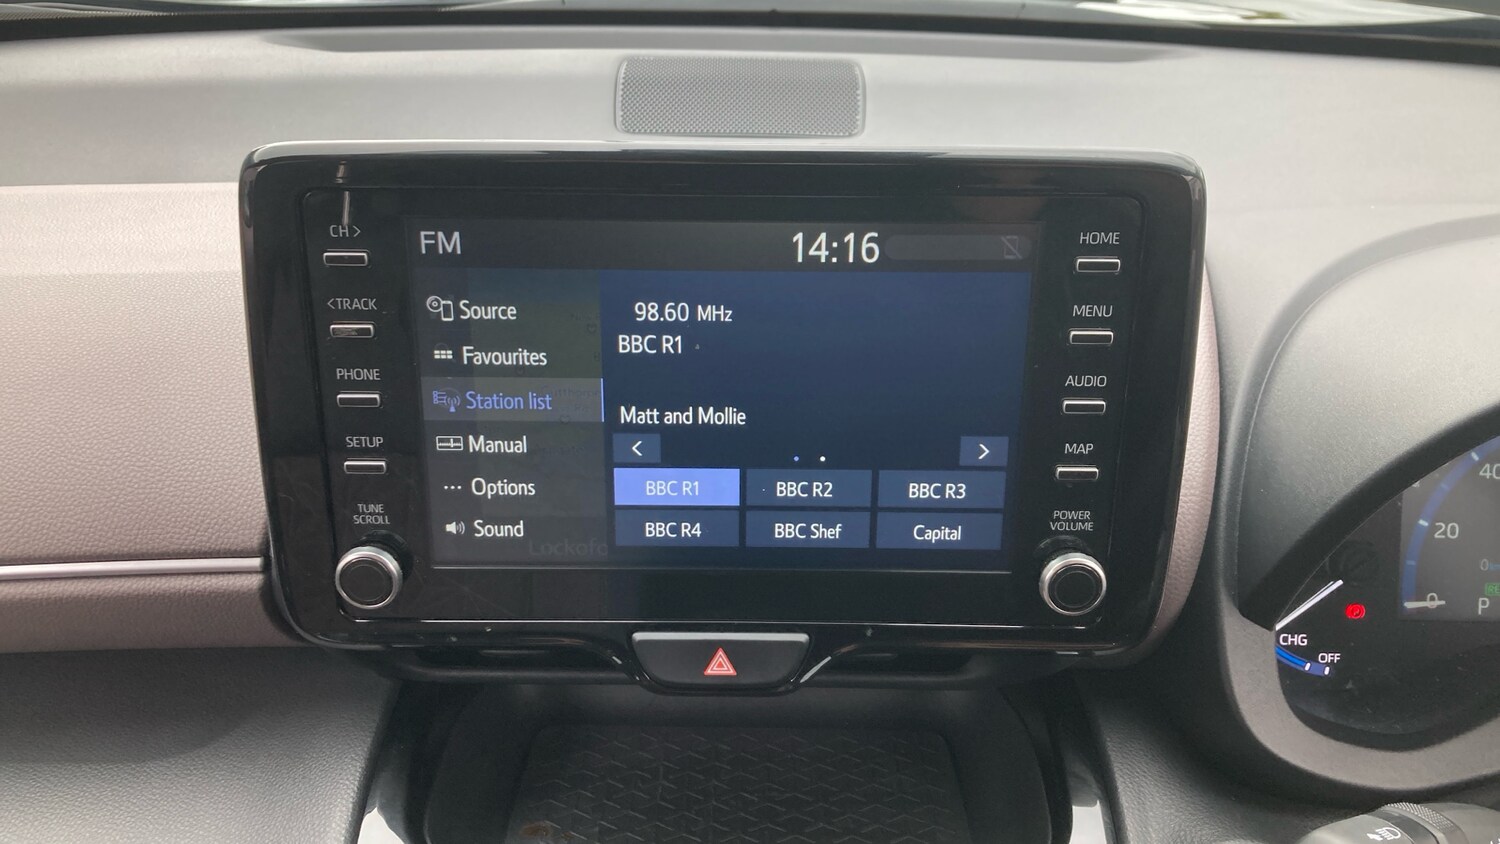 CH >
FM
14:16
HOME
<TRACK
Source
98.60 MHz
MENU
BBC R1
Favourites
PHONE
Station list
AUDIO
Matt and Mollie
SETUP
Manual
<
>
MAP
Options
BBC R1
BBC R2
BBC R3
TUNE
SCROLL
Sound
BBC R4
BBC Shef
Capital
POWER
VOLUME
40
20
0
0
P
CHG
OFF